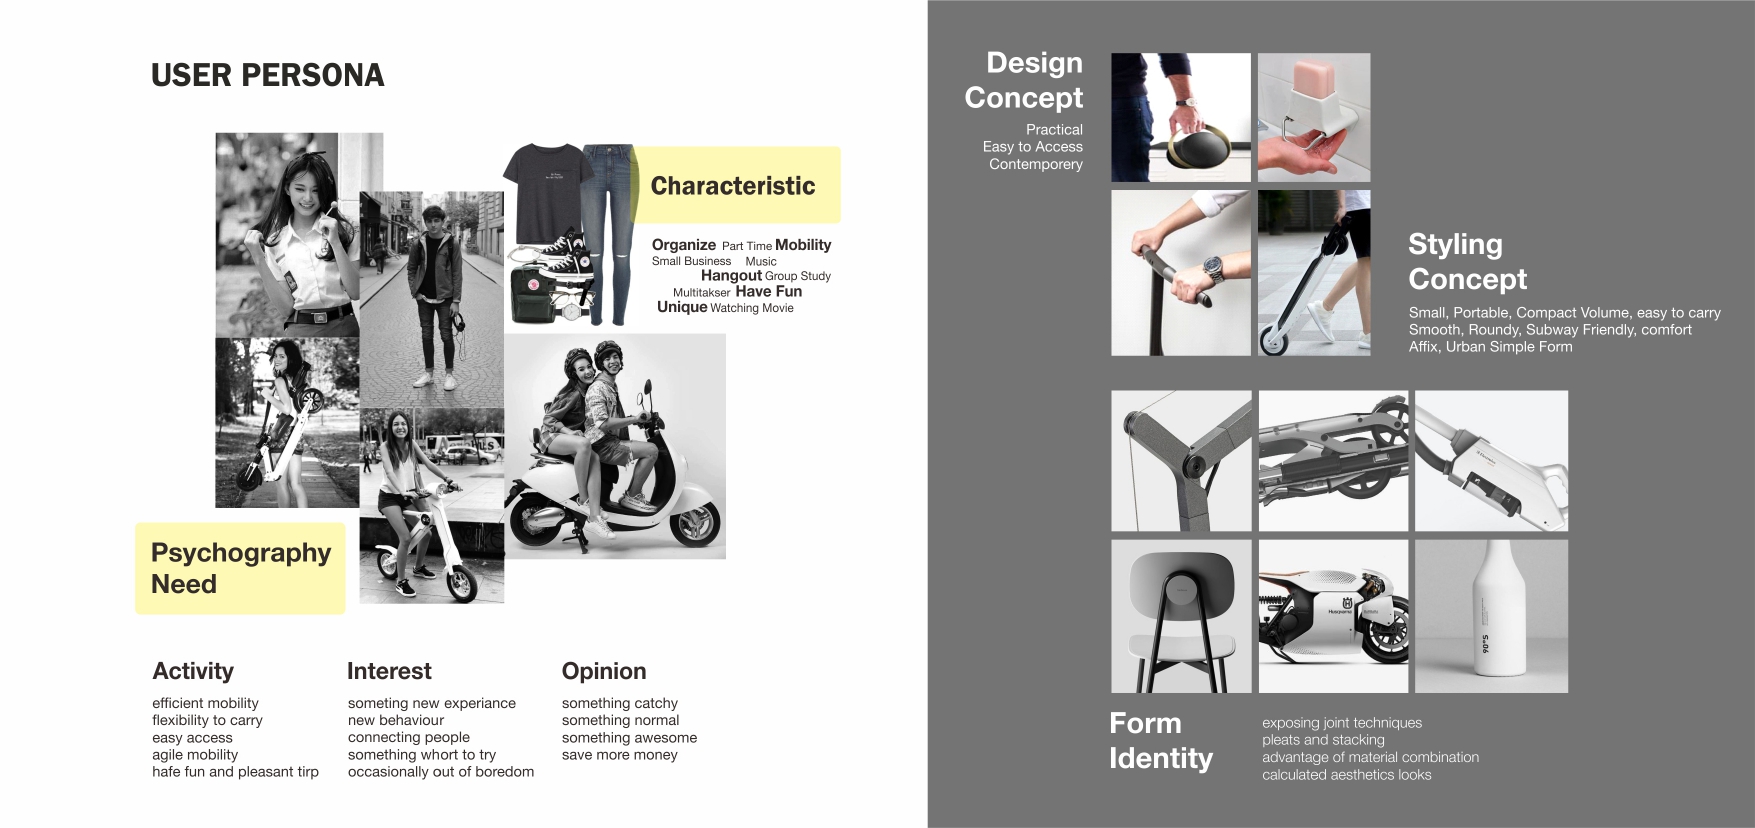 USER PERSONA
Characteristic
Organize Part Time Mobility
Small Business Music
Hangout Group Study
Multitakser Have Fun
Unique Watching Movie
Psychography
Need
Activity
efficient mobility
flexibility to carry
easy access
agile mobility
hafe fun and pleasant tirp
Interest
someting new experiance
new behaviour
connecting people
something whort to try
occasionally out of boredom
Opinion
something catchy
something normal
something awesome
save more money
Design
Concept
Practical
Easy to Access
Contemporery
Styling
Concept
Small, Portable, Compact Volume, easy to carry
Smooth, Roundy, Subway Friendly, comfort
Affix, Urban Simple Form
Electrolux
Husqvarna
90°S
Form
Identity
exposing joint techniques
pleats and stacking
advantage of material combination
calculated aesthetics looks